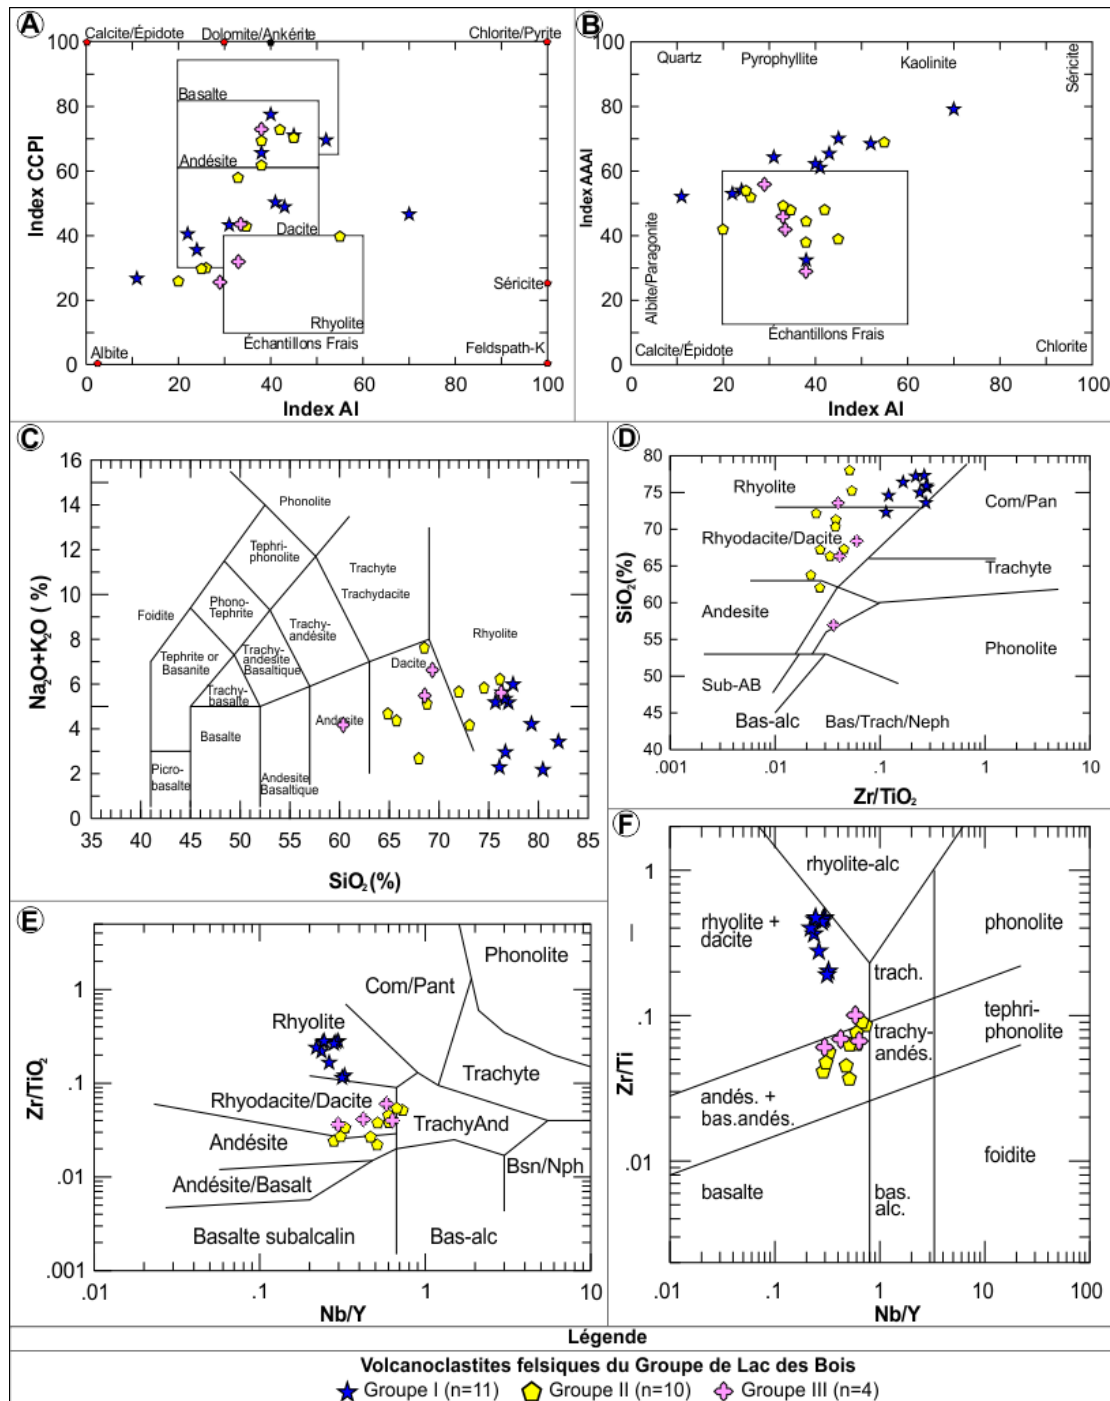 A
Calcite/Épidote
Dolomite/Ankérite
Chlorite/Pyrite
100
80
60
40
20
0
Index CCPI
Basalte
Andésite
Dacite
Rhyolite
Échantillons Frais
Séricite
Feldspath-K
Albite
0 20 40 60 80 100
Index AI
B
100
80
60
40
20
0
Index AAAI
Quartz
Pyrophyllite
Kaolinite
Séricite
Albite/Paragonite
Échantillons Frais
Calcite/Épidote
Chlorite
0 20 40 60 80 100
Index AI
C
16
14
12
10
8
6
4
2
0
Na2O+K2O (%)
Phonolite
Tephri-
phonolite
Trachyte
Trachydacite
Foidite
Phono-
Tephrite
Trachy-
andésite
Rhyolite
Tephrite or
Basanite
Trachy-
andesite
Basaltique
Dacite
Trachy-
basalte
Basalte
Andesite
Picro-
basalte
Andesite
Basaltique
35 40 45 50 55 60 65 70 75 80 85
SiO2(%)
D
80
75
70
65
60
55
50
45
40
SiO2(%)
Rhyolite
Com/Pan
Rhyodacite/Dacite
Trachyte
Andesite
Phonolite
Sub-AB
Bas-alc
Bas/Trach/Neph
.001 .01 .1 1 10
Zr/TiO2
E
1
.1
.01
.001
Zr/TiO2
Phonolite
Com/Pant
Rhyolite
Trachyte
Rhyodacite/Dacite
TrachyAnd
Andésite
Bsn/Nph
Andésite/Basalt
Basalte subalcalin
Bas-alc
.01 .1 1 10
Nb/Y
F
1
.1
.01
Zr/Ti
rhyolite-alc
rhyolite +
dacite
phonolite
trach.
tephri-
phonolite
trachy-
andés.
andés. +
bas.andés.
foidite
basalte
bas.
alc.
.01 .1 1 10 100
Nb/Y
Légende
Volcanoclastites felsiques du Groupe de Lac des Bois
Groupe I (n=11) Groupe II (n=10) Groupe III (n=4)